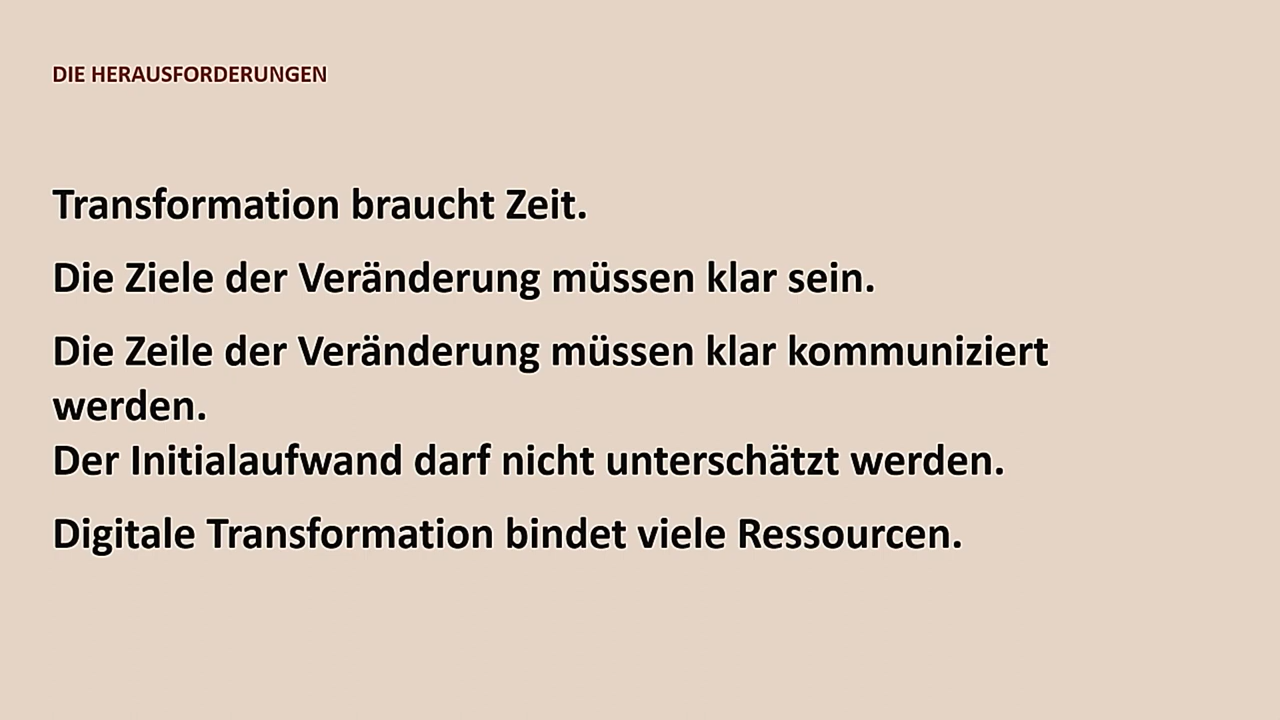 DIE HERAUSFORDERUNGEN
Transformation braucht Zeit.
Die Ziele der Veränderung müssen klar sein.
Die Zeile der Veränderung müssen klar kommuniziert
werden.
Der Initialaufwand darf nicht unterschätzt werden.
Digitale Transformation bindet viele Ressourcen.